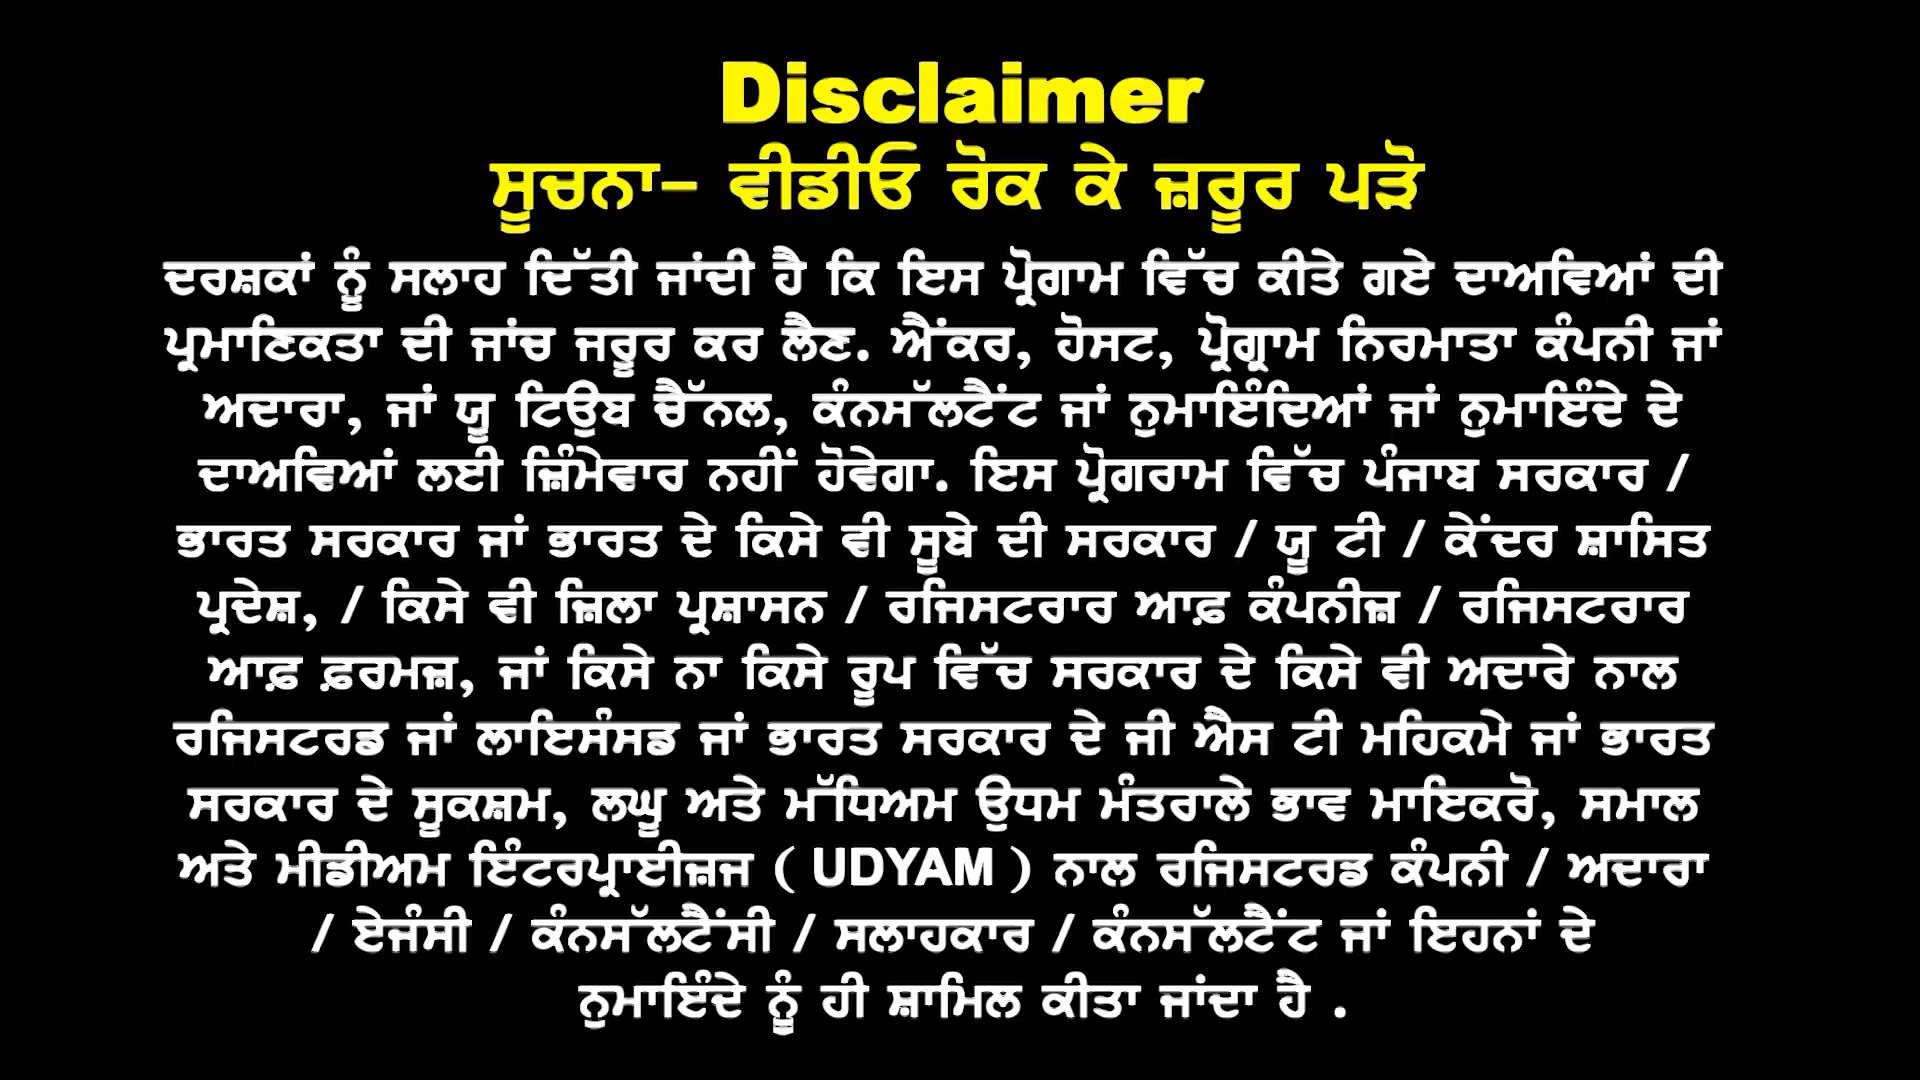 Disclaimer
ਸੂਚਨਾ- ਵੀਡੀਓ ਰੋਕ ਕੇ ਜ਼ਰੂਰ ਪੜੋ
ਦਰਸ਼ਕਾਂ ਨੂੰ ਸਲਾਹ ਦਿੱਤੀ ਜਾਂਦੀ ਹੈ ਕਿ ਇਸ ਪ੍ਰੋਗਾਮ ਵਿੱਚ ਕੀਤੇ ਗਏ ਦਾਅਵਿਆਂ ਦੀ
ਪ੍ਰਮਾਣਿਕਤਾ ਦੀ ਜਾਂਚ ਜਰੂਰ ਕਰ ਲੈਣ. ਐਂਕਰ, ਹੋਸਟ, ਪ੍ਰੋਗ੍ਰਾਮ ਨਿਰਮਾਤਾ ਕੰਪਨੀ ਜਾਂ
ਅਦਾਰਾ, ਜਾਂ ਯੂ ਟਿਊਬ ਚੈੱਨਲ, ਕੰਨਸੱਲਟੈਂਟ ਜਾਂ ਨੁਮਾਇੰਦਿਆਂ ਜਾਂ ਨੁਮਾਇੰਦੇ ਦੇ
ਦਾਅਵਿਆਂ ਲਈ ਜ਼ਿੰਮੇਵਾਰ ਨਹੀਂ ਹੋਵੇਗਾ. ਇਸ ਪ੍ਰੋਗਰਾਮ ਵਿੱਚ ਪੰਜਾਬ ਸਰਕਾਰ /
ਭਾਰਤ ਸਰਕਾਰ ਜਾਂ ਭਾਰਤ ਦੇ ਕਿਸੇ ਵੀ ਸੂਬੇ ਦੀ ਸਰਕਾਰ / ਯੂ ਟੀ / ਕੇਂਦਰ ਸ਼ਾਸਿਤ
ਪ੍ਰਦੇਸ਼, / ਕਿਸੇ ਵੀ ਜ਼ਿਲਾ ਪ੍ਰਸ਼ਾਸਨ / ਰਜਿਸਟਰਾਰ ਆਫ਼ ਕੰਪਨੀਜ਼ / ਰਜਿਸਟਰਾਰ
ਆਫ਼ ਫ਼ਰਮਜ਼, ਜਾਂ ਕਿਸੇ ਨਾ ਕਿਸੇ ਰੂਪ ਵਿੱਚ ਸਰਕਾਰ ਦੇ ਕਿਸੇ ਵੀ ਅਦਾਰੇ ਨਾਲ
ਰਜਿਸਟਰਡ ਜਾਂ ਲਾਇਸੰਸਡ ਜਾਂ ਭਾਰਤ ਸਰਕਾਰ ਦੇ ਜੀ ਐਸ ਟੀ ਮਹਿਕਮੇ ਜਾਂ ਭਾਰਤ
ਸਰਕਾਰ ਦੇ ਸੂਕਸ਼ਮ, ਲਘੂ ਅਤੇ ਮੱਧਿਅਮ ਉਧਮ ਮੰਤਰਾਲੇ ਭਾਵ ਮਾਇਕਰੋ, ਸਮਾਲ
ਅਤੇ ਮੀਡੀਅਮ ਇੰਟਰਪ੍ਰਾਈਜ਼ਜ ( UDYAM ) ਨਾਲ ਰਜਿਸਟਰਡ ਕੰਪਨੀ / ਅਦਾਰਾ
/ ਏਜੰਸੀ / ਕੰਨਸੱਲਟੈਂਸੀ / ਸਲਾਹਕਾਰ / ਕੰਨਸੱਲਟੈਂਟ ਜਾਂ ਇਹਨਾਂ ਦੇ
ਨੁਮਾਇੰਦੇ ਨੂੰ ਹੀ ਸ਼ਾਮਿਲ ਕੀਤਾ ਜਾਂਦਾ ਹੈ .